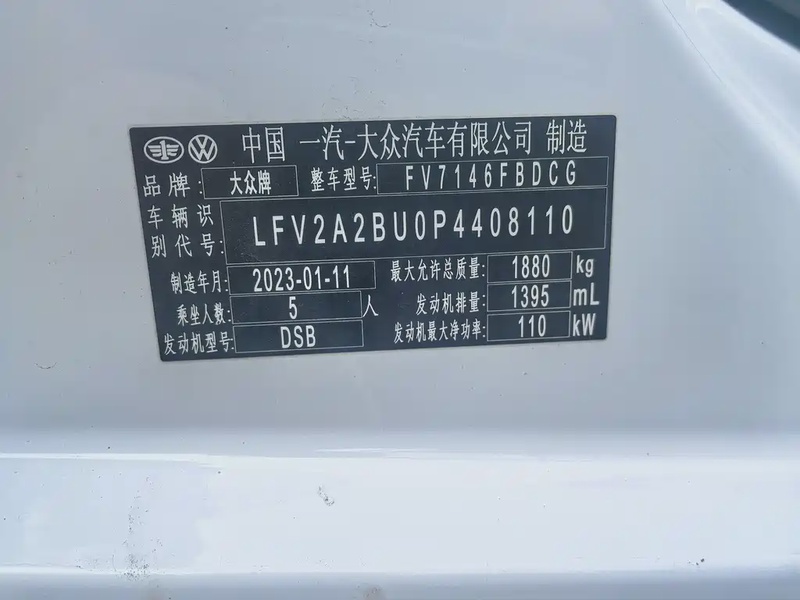 中国 一汽-大众汽车有限公司 制造
品牌: 大众牌 整车型号: FV7146FBDCG
车辆识别代号: LFV2A2BU0P4408110
制造年月: 2023-01-11 最大允许总质量: 1880 kg
乘坐人数: 5 人 发动机排量: 1395 mL
发动机型号: DSB 发动机最大净功率: 110 kW